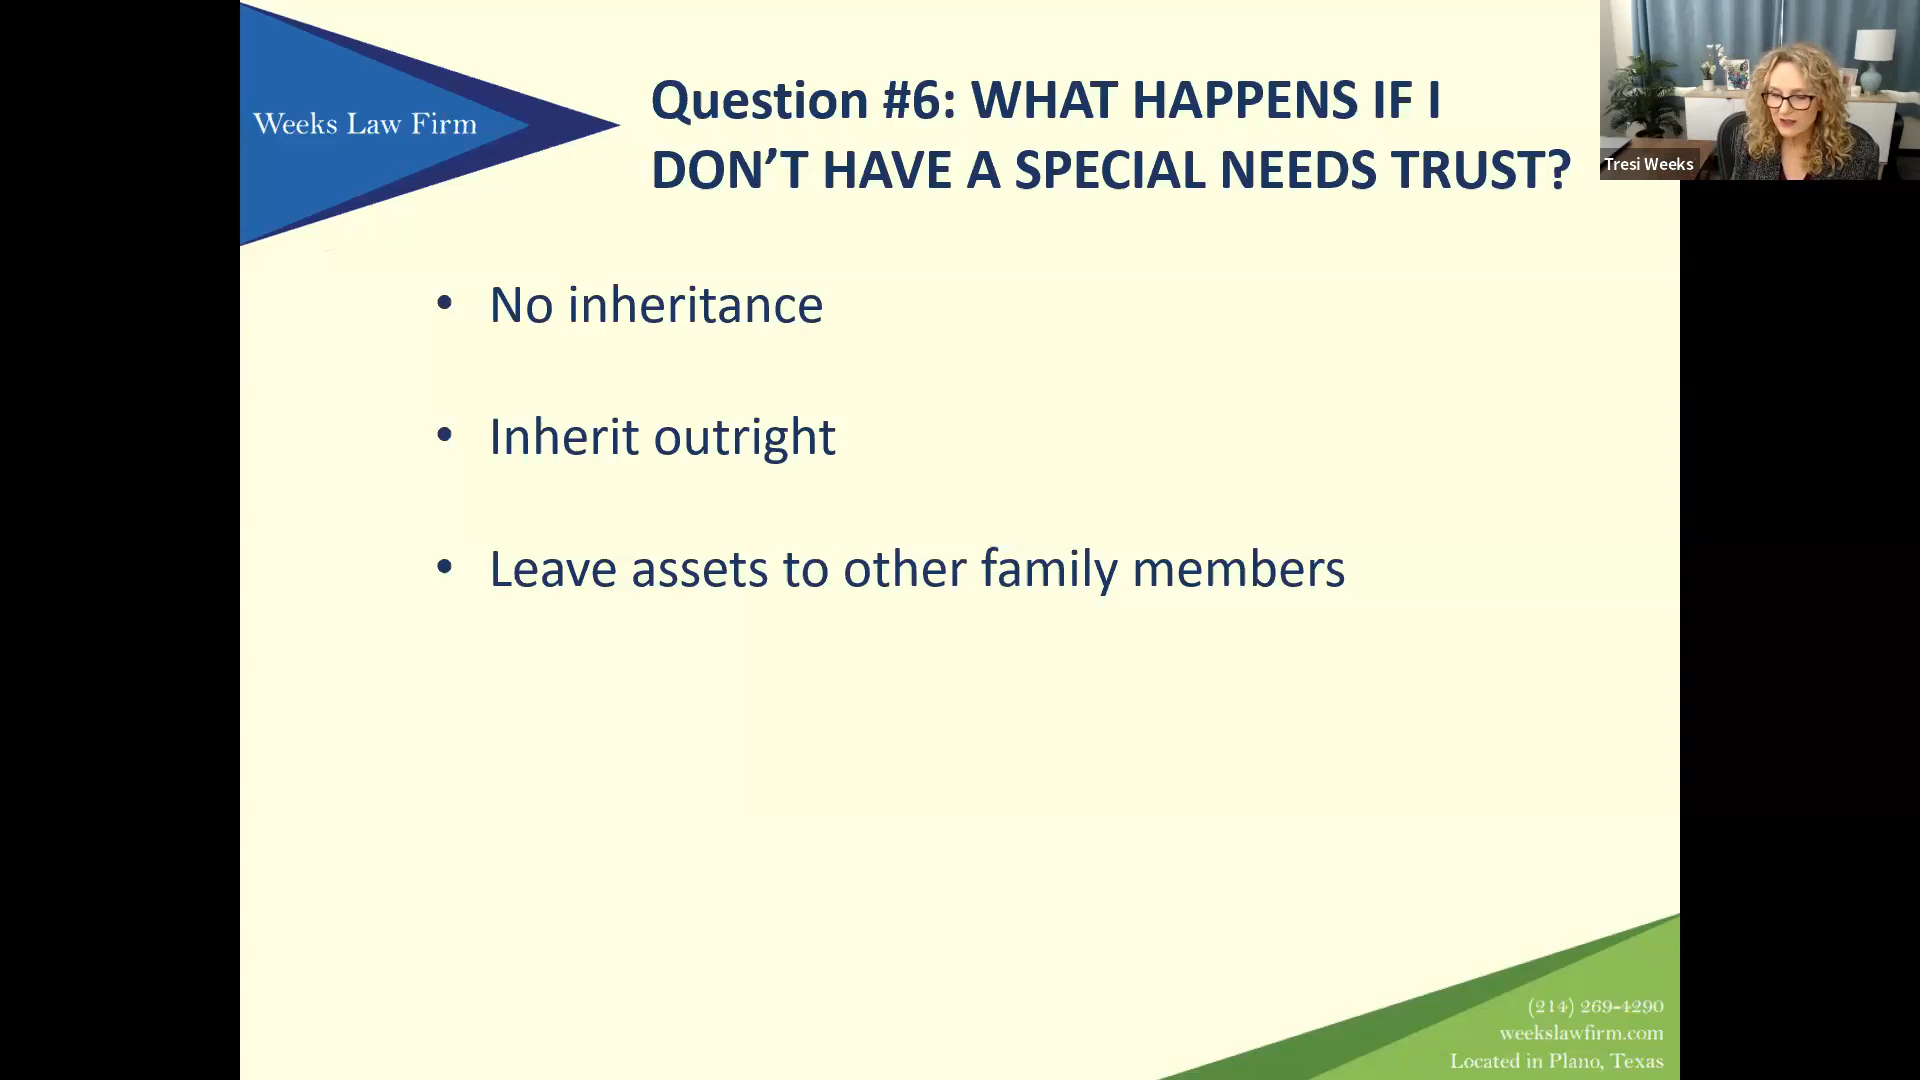 Weeks Law Firm
Question #6: WHAT HAPPENS IF I
DON’T HAVE A SPECIAL NEEDS TRUST?
Tresi Weeks
• No inheritance
• Inherit outright
• Leave assets to other family members
(214) 269-4290
weekslawfirm.com
Located in Plano, Texas